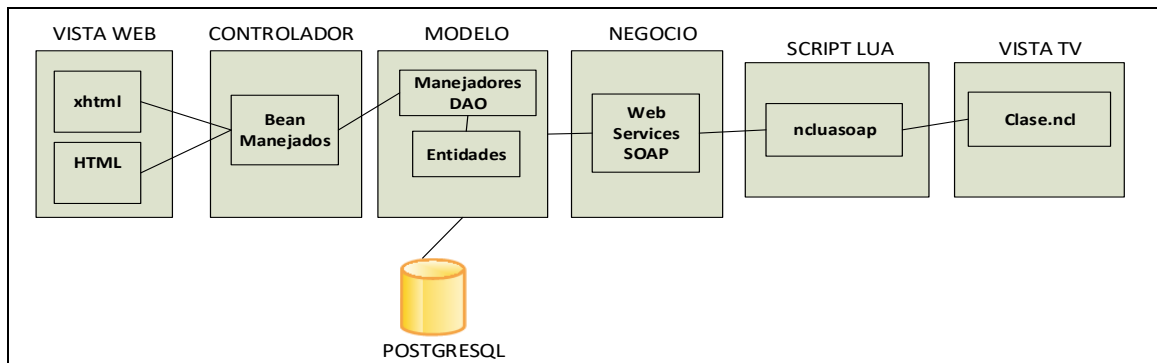 VISTA WEB
CONTROLADOR
MODELO
NEGOCIO
SCRIPT LUA
VISTA TV
xhtml
HTML
Bean
Manejados
Manejadores
DAO
Entidades
Web
Services
SOAP
ncluasoap
Clase.ncl
POSTGRESQL